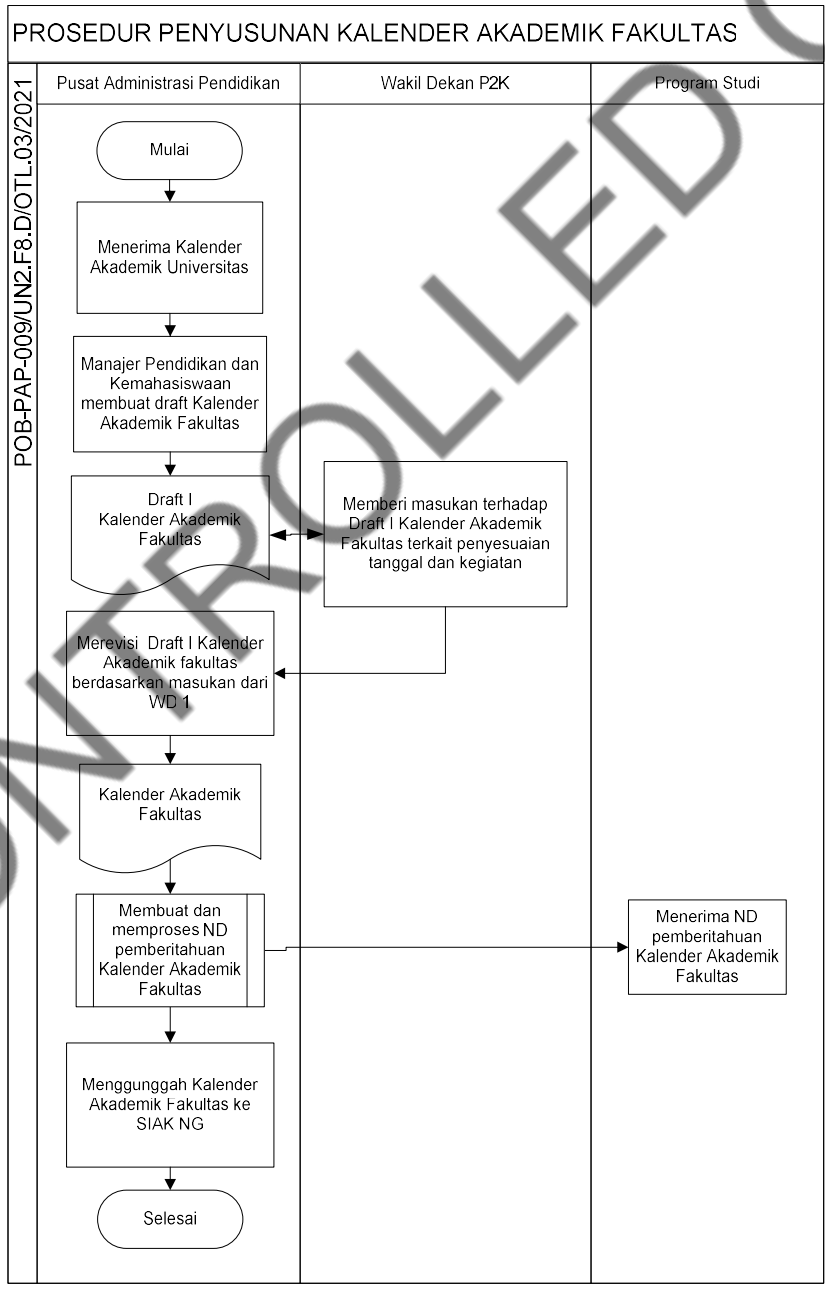 PROSEDUR PENYUSUNAN KALENDER AKADEMIK FAKULTAS
POB-PAP-009/UN2.F8.D/OTL.03/2021
Pusat Administrasi Pendidikan
Wakil Dekan P2K
Program Studi
Mulai
Menerima Kalender
Akademik Universitas
Manajer Pendidikan dan
Kemahasiswaan
membuat draft Kalender
Akademik Fakultas
Draft I
Kalender Akademik
Fakultas
Memberi masukan terhadap
Draft I Kalender Akademik
Fakultas terkait penyesuaian
tanggal dan kegiatan
Merevisi Draft I Kalender
Akademik fakultas
berdasarkan masukan dari
WD 1
Kalender Akademik
Fakultas
Membuat dan
memproses ND
pemberitahuan
Kalender Akademik
Fakultas
Menerima ND
pemberitahuan
Kalender Akademik
Fakultas
Menggunggah Kalender
Akademik Fakultas ke
SIAK NG
Selesai
ONTROLLED